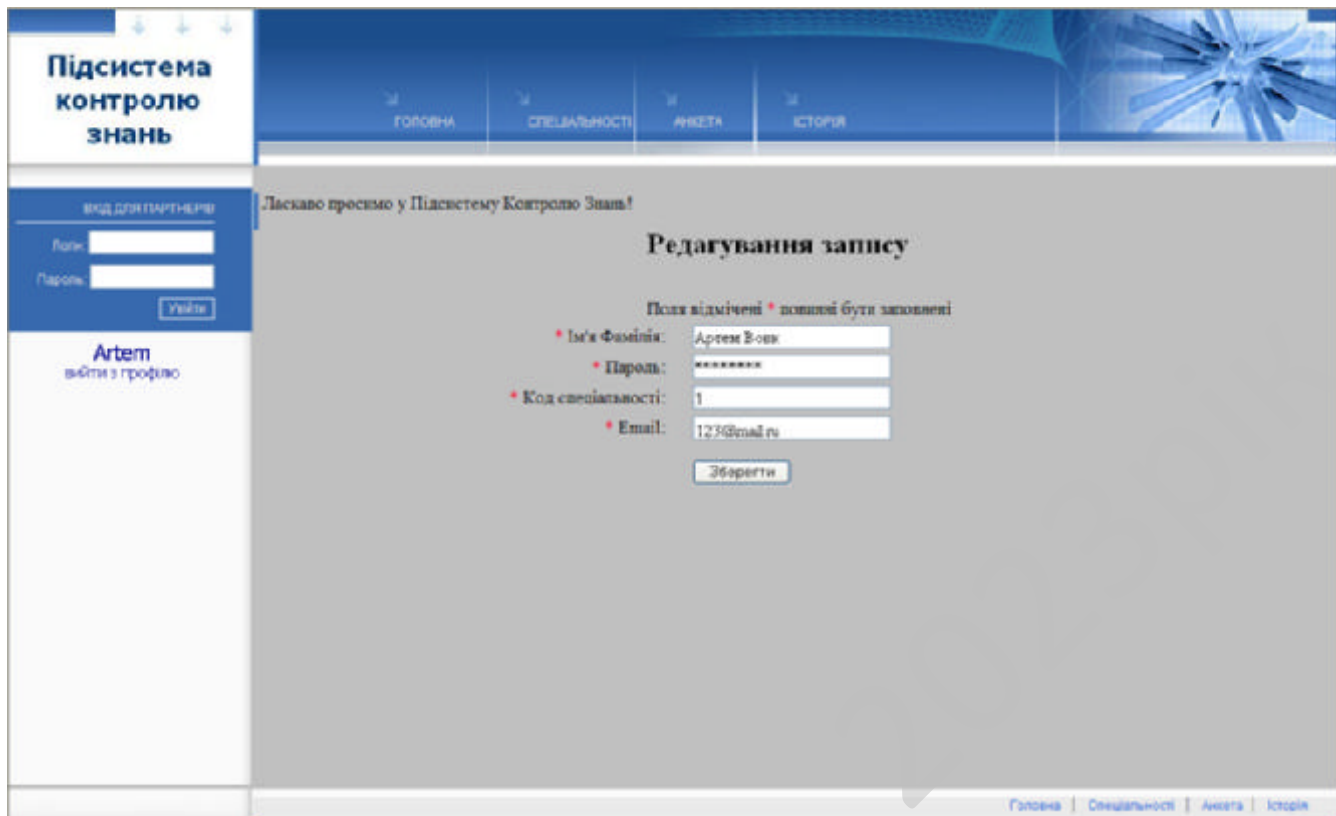 Підсистема
контролю
знань
ГОЛОВНА
СПЕЦІАЛЬНОСТІ
АНКЕТА
ІСТОРІЯ
ВХІД ДЛЯ ПАРТНЕРІВ
Логін:
Пароль:
Увійти
Artem
вийти з профілю
Ласкаво просимо у Підсистему Контролю Знань!
Редагування запису
Поля відмічені * повинні бути заповнені
* Ім'я Фамілія: Артем Вовк
* Пароль: ********
* Код спеціальності: 1
* Email: 123@mail.ru
Зберегти
Головна | Спеціальності | Анкета | Історія
2023рік